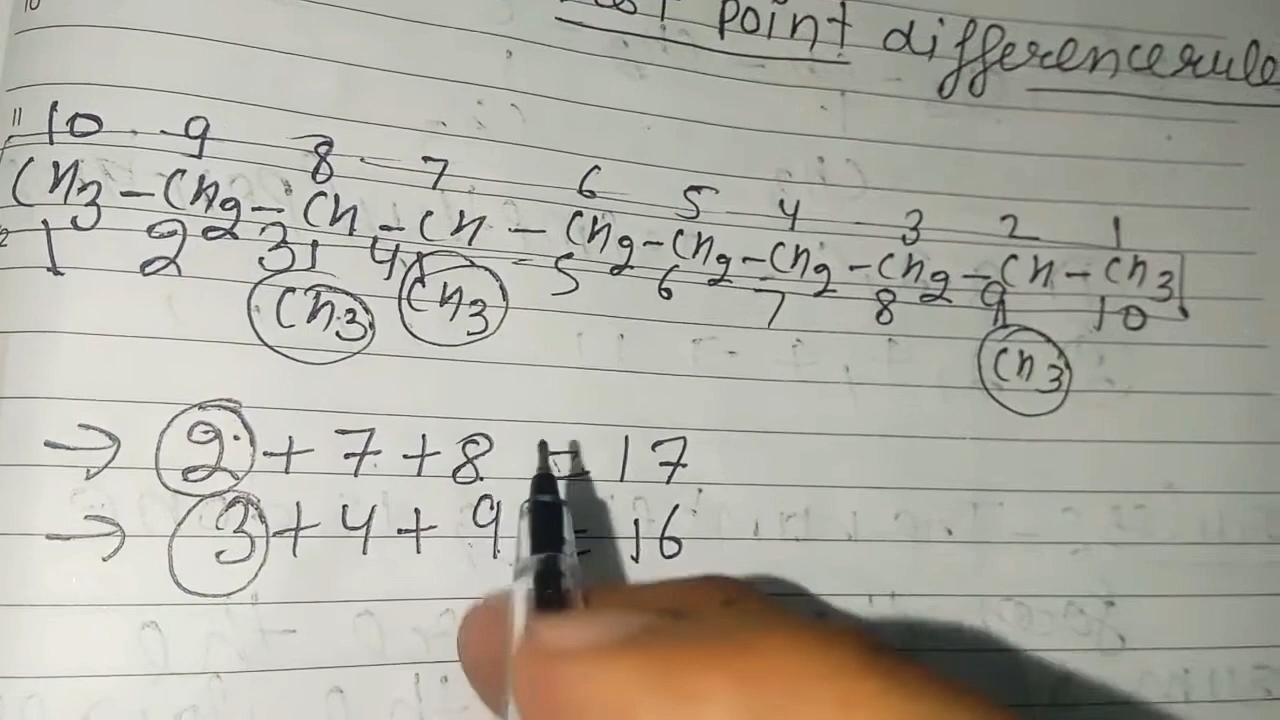 point difference rule
10 9 8 7 6 5 4 3 2 1
CH3 - CH2 - CH - CH - CH2 - CH2 - CH2 - CH2 - CH - CH3
1 2 3 4 5 6 7 8 9 10
CH3 CH3 CH3
→ 2 + 7 + 8 = 17
→ 3 + 4 + 9 = 16